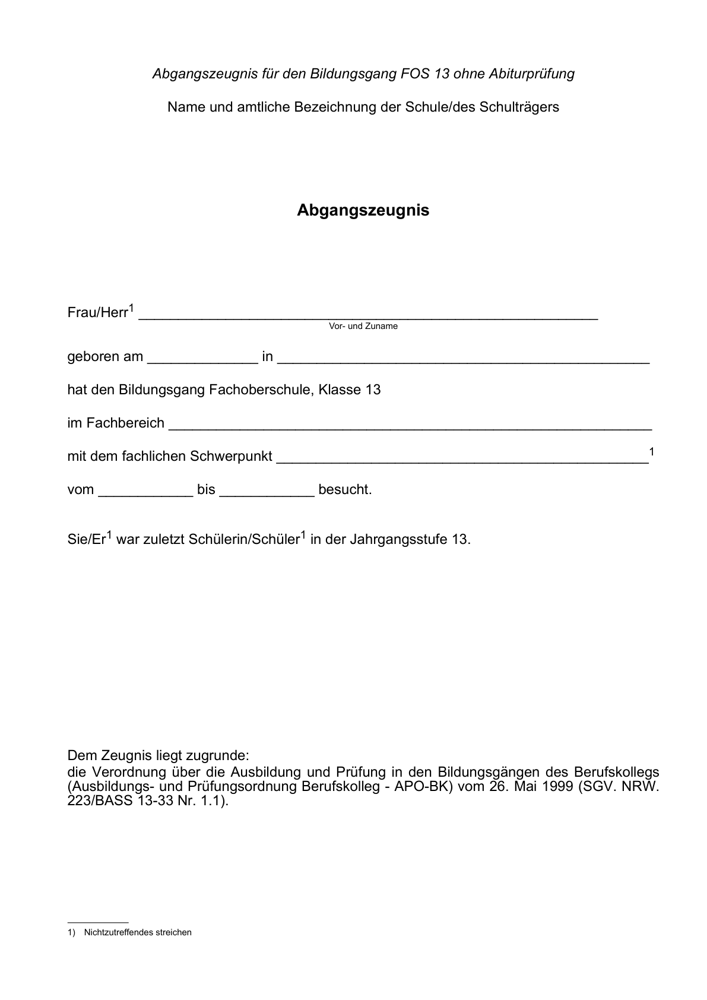 Abgangszeugnis für den Bildungsgang FOS 13 ohne Abiturprüfung
Name und amtliche Bezeichnung der Schule/des Schulträgers
Abgangszeugnis
Frau/Herr1 __________________________________________________________
Vor- und Zuname
geboren am ______________ in _______________________________________________
hat den Bildungsgang Fachoberschule, Klasse 13
im Fachbereich _____________________________________________________________
mit dem fachlichen Schwerpunkt _______________________________________________1
vom ____________ bis ____________ besucht.
Sie/Er1 war zuletzt Schülerin/Schüler1 in der Jahrgangsstufe 13.
Dem Zeugnis liegt zugrunde:
die Verordnung über die Ausbildung und Prüfung in den Bildungsgängen des Berufskollegs
(Ausbildungs- und Prüfungsordnung Berufskolleg - APO-BK) vom 26. Mai 1999 (SGV. NRW.
223/BASS 13-33 Nr. 1.1).
1) Nichtzutreffendes streichen